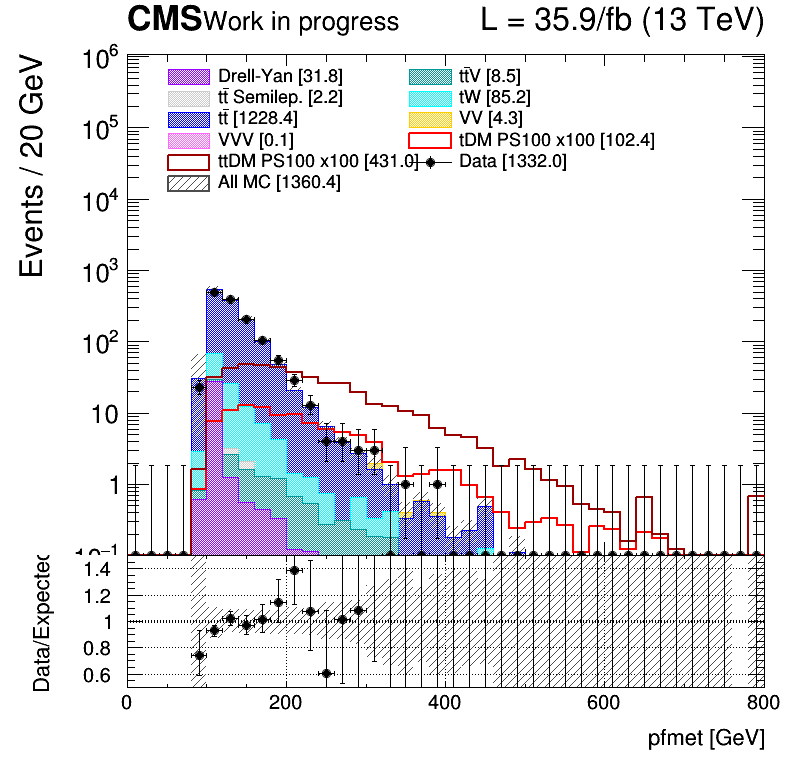 CMS Work in progress L = 35.9/fb (13 TeV)
Events / 20 GeV
10⁶
10⁵
10⁴
10³
10²
10
1
10⁻¹
Drell-Yan [31.8]
tt̄V [8.5]
tt̄ Semilep. [2.2]
tW [85.2]
tt̄ [1228.4]
VV [4.3]
VVV [0.1]
tDM PS100 x100 [102.4]
ttDM PS100 x100 [431.0]
Data [1332.0]
All MC [1360.4]
Data/Expected
1.4
1.2
1
0.8
0.6
0 200 400 600 800
pfmet [GeV]